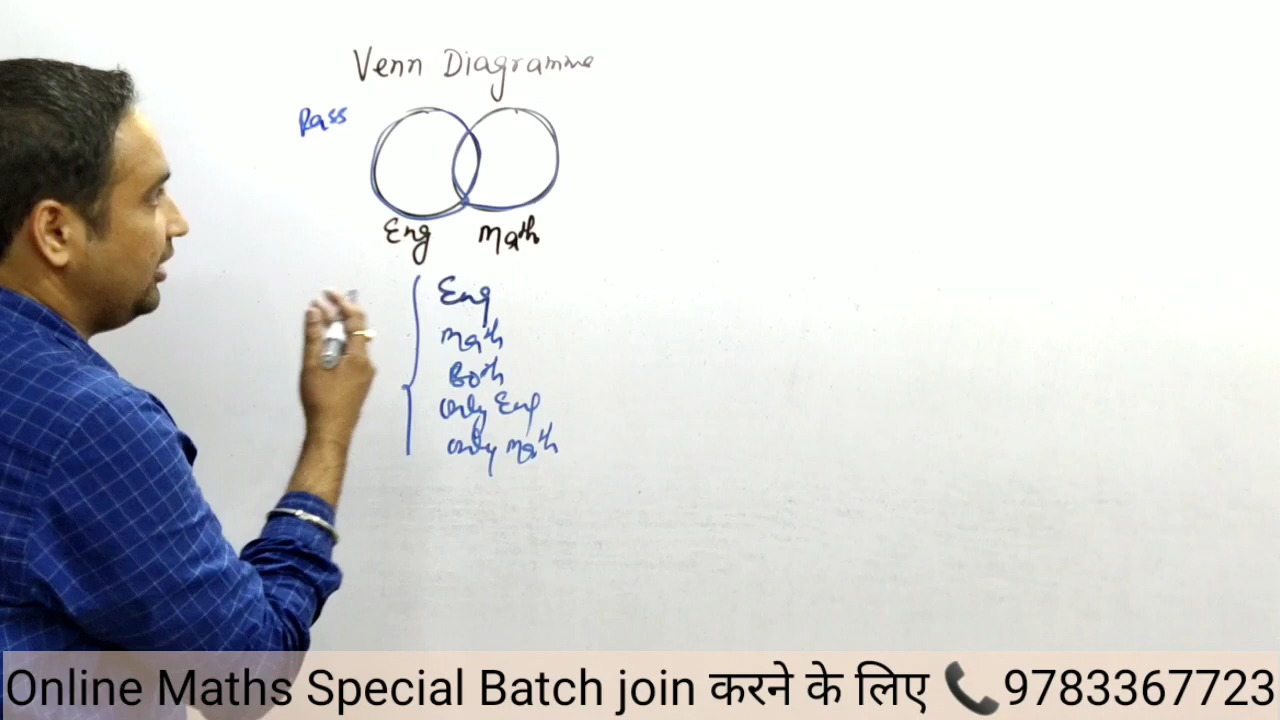 Venn Diagramme
Pass
Eng Math
Eng
Math
Both
only Eng
only Math
Online Maths Special Batch join करने के लिए 📞9783367723